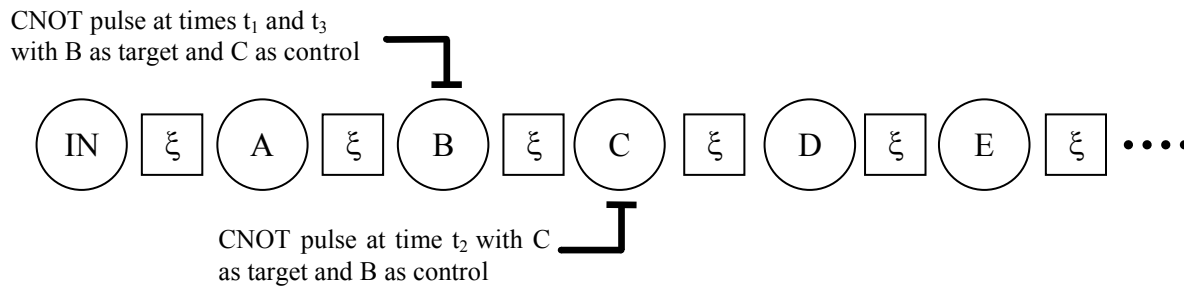 CNOT pulse at times t₁ and t₃
with B as target and C as control
IN ξ A ξ B ξ C ξ D ξ E ξ ••••
CNOT pulse at time t₂ with C
as target and B as control